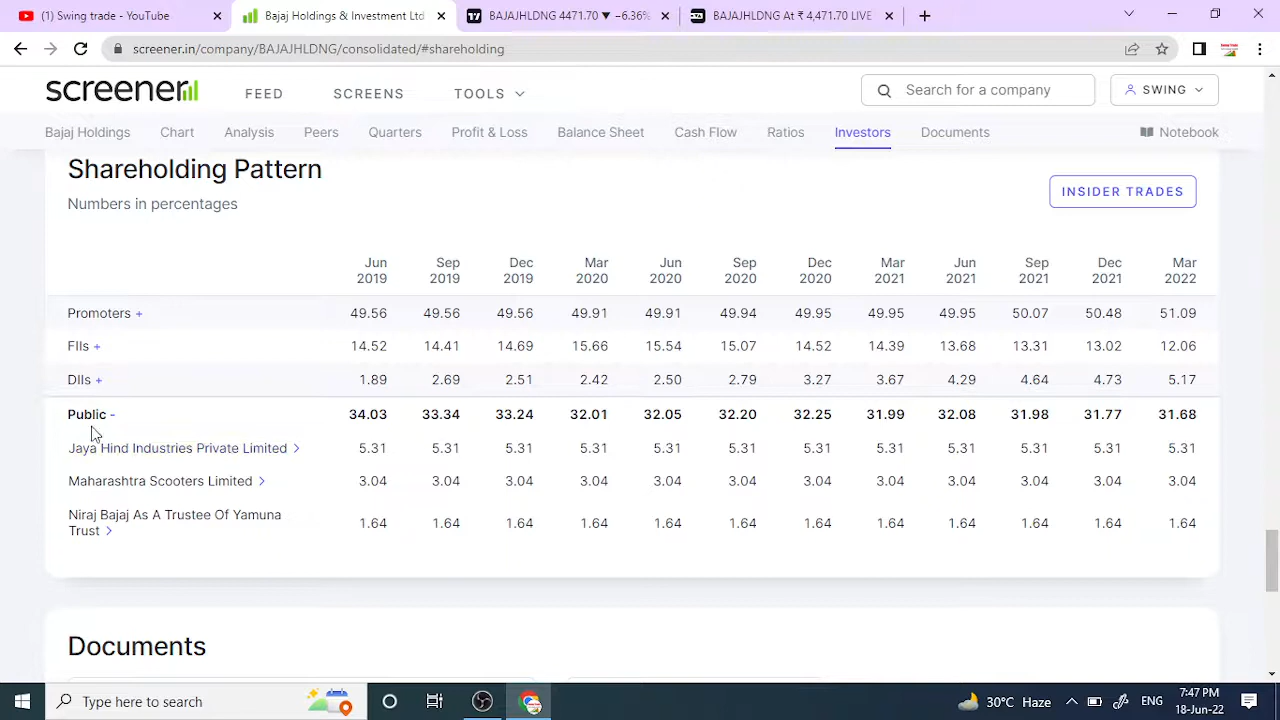 (1) Swing Trade - YouTube
Bajaj Holdings & Investment Ltd
BAJAJHLDNG 4471.70 ▼ −6.36%
BAJAJHLDNG At ₹ 4,471.70 LIVE
screener.in/company/BAJAJHLDNG/consolidated/#shareholding
screener
FEED SCREENS TOOLS
Search for a company
SWING
Bajaj Holdings Chart Analysis Peers Quarters Profit & Loss Balance Sheet Cash Flow Ratios Investors Documents Notebook
Shareholding Pattern
INSIDER TRADES
Numbers in percentages
Jun 2019 Sep 2019 Dec 2019 Mar 2020 Jun 2020 Sep 2020 Dec 2020 Mar 2021 Jun 2021 Sep 2021 Dec 2021 Mar 2022
Promoters + 49.56 49.56 49.56 49.91 49.91 49.94 49.95 49.95 49.95 50.07 50.48 51.09
FIIs + 14.52 14.41 14.69 15.66 15.54 15.07 14.52 14.39 13.68 13.31 13.02 12.06
DIIs + 1.89 2.69 2.51 2.42 2.50 2.79 3.27 3.67 4.29 4.64 4.73 5.17
Public - 34.03 33.34 33.24 32.01 32.05 32.20 32.25 31.99 32.08 31.98 31.77 31.68
Jaya Hind Industries Private Limited 5.31 5.31 5.31 5.31 5.31 5.31 5.31 5.31 5.31 5.31 5.31 5.31
Maharashtra Scooters Limited 3.04 3.04 3.04 3.04 3.04 3.04 3.04 3.04 3.04 3.04 3.04 3.04
Niraj Bajaj As A Trustee Of Yamuna
Trust 1.64 1.64 1.64 1.64 1.64 1.64 1.64 1.64 1.64 1.64 1.64 1.64
Documents
Type here to search
30°C Haze
ENG
7:47 PM
18-Jun-22